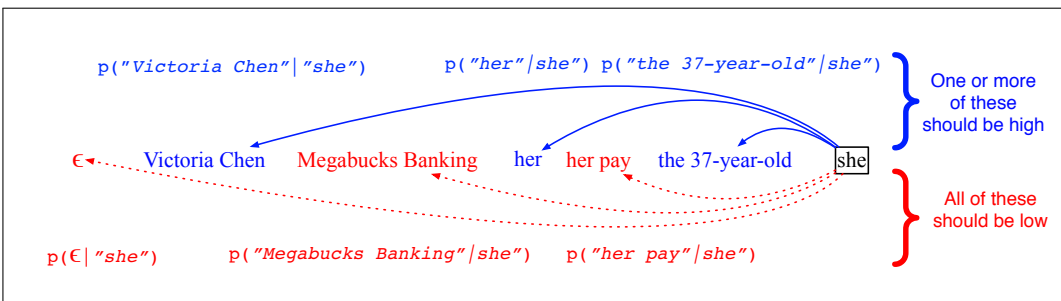 p("Victoria Chen"|"she") p("her"|she") p("the 37-year-old"|she")
One or more
of these
should be high
ϵ Victoria Chen Megabucks Banking her her pay the 37-year-old she
All of these
should be low
p(ϵ|"she") p("Megabucks Banking"|she") p("her pay"|she")